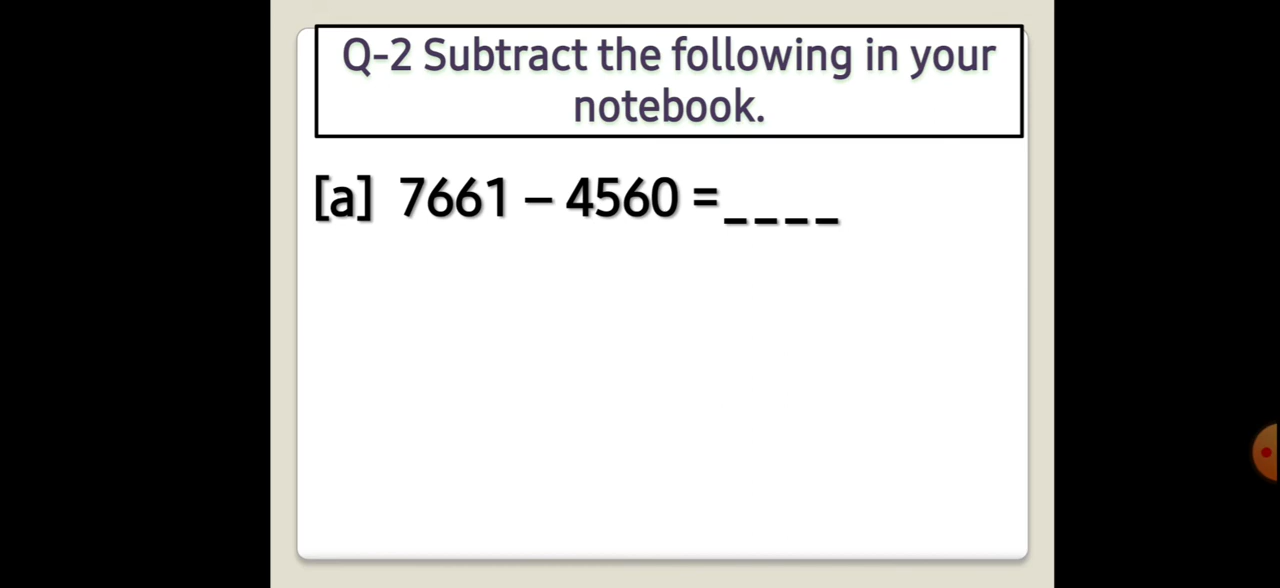 Q-2 Subtract the following in your
notebook.
[a] 7661 – 4560 =____